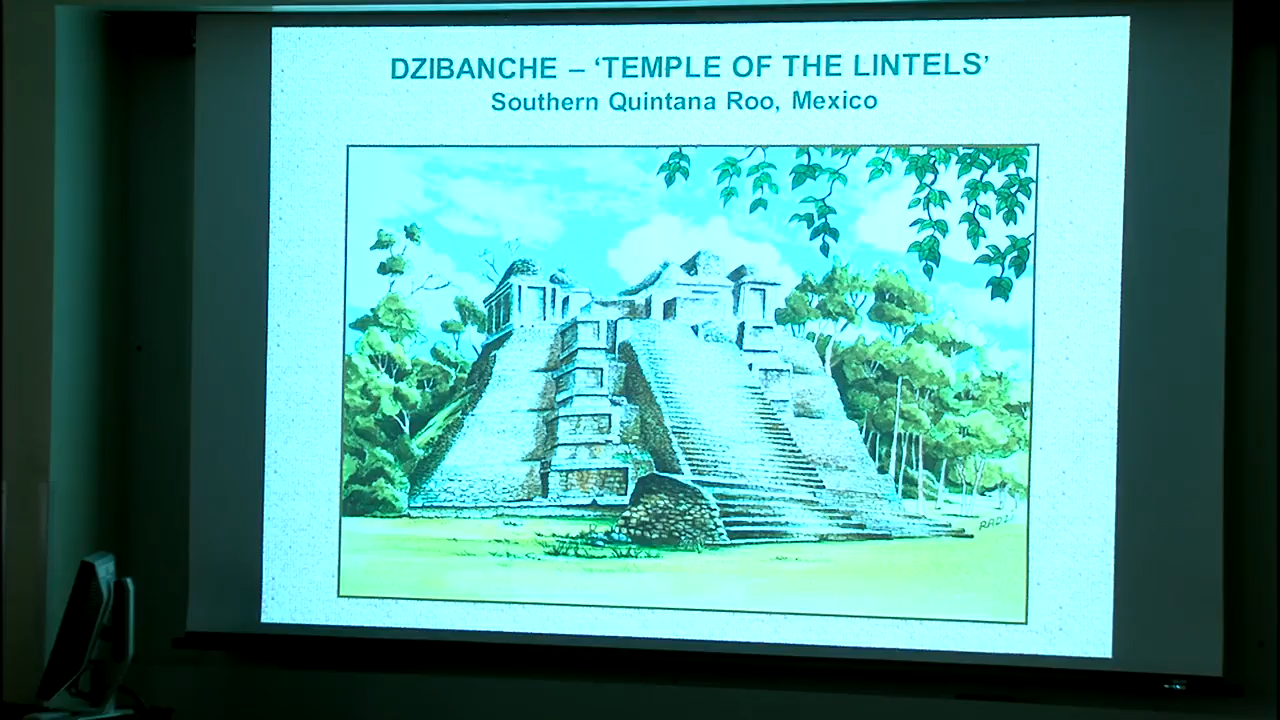 DZIBANCHE – ‘TEMPLE OF THE LINTELS’
Southern Quintana Roo, Mexico